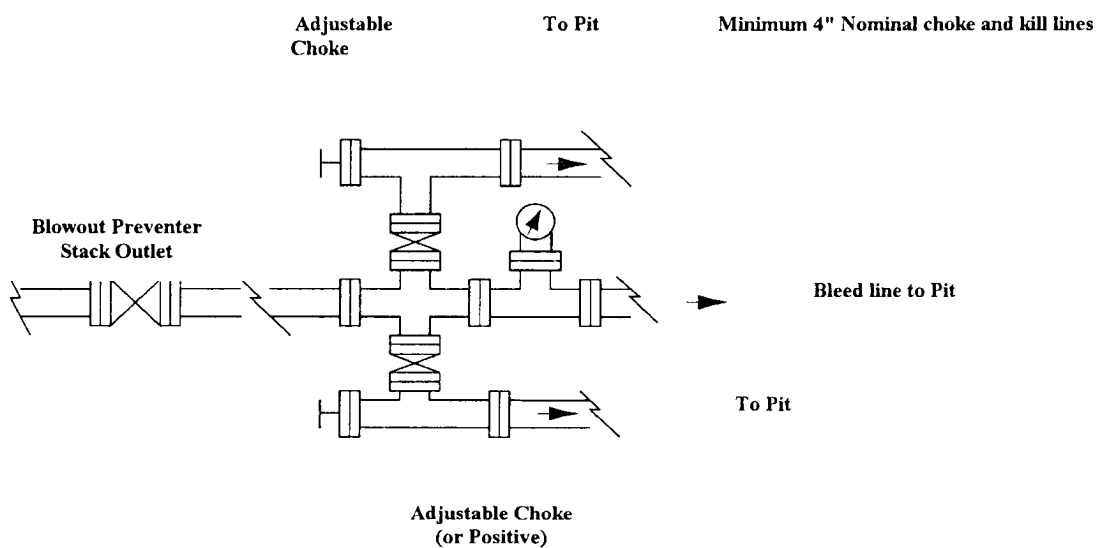 Adjustable
Choke
To Pit
Minimum 4" Nominal choke and kill lines
Blowout Preventer
Stack Outlet
Bleed line to Pit
To Pit
Adjustable Choke
(or Positive)